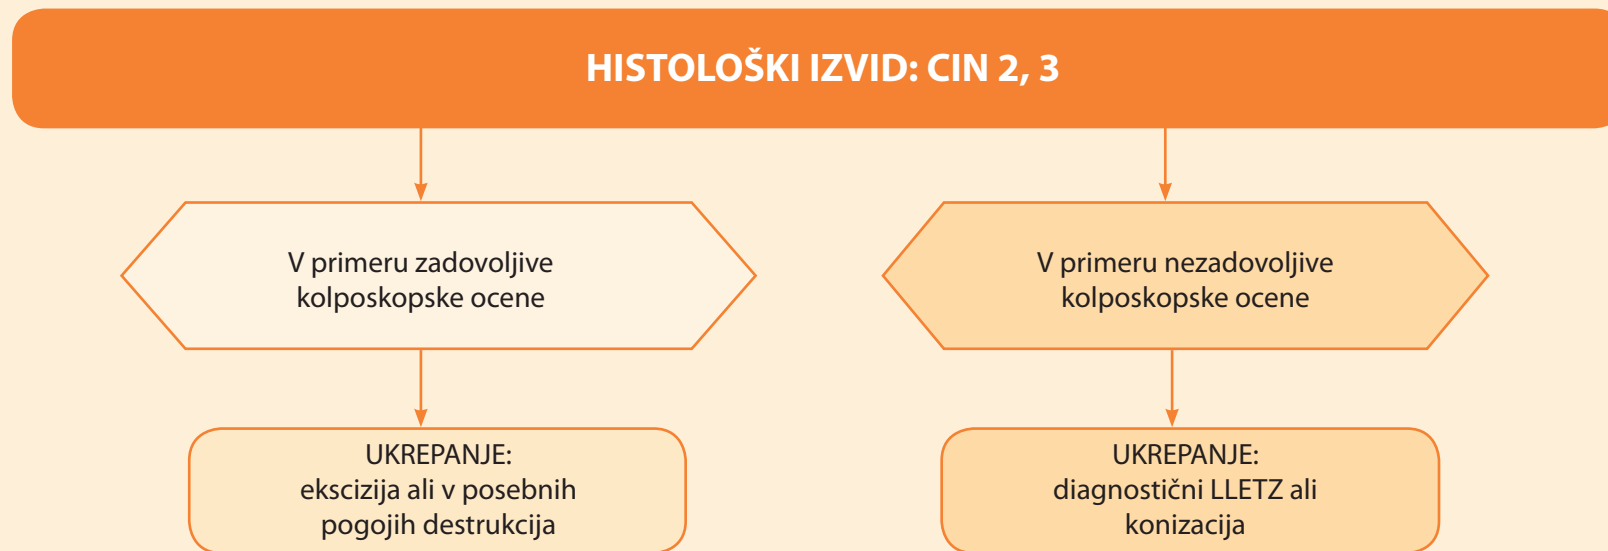 HISTOLOŠKI IZVID: CIN 2, 3
V primeru zadovoljive
kolposkopske ocene
V primeru nezadovoljive
kolposkopske ocene
UKREPANJE:
ekscizija ali v posebnih
pogojih destrukcija
UKREPANJE:
diagnostični LLETZ ali
konizacija